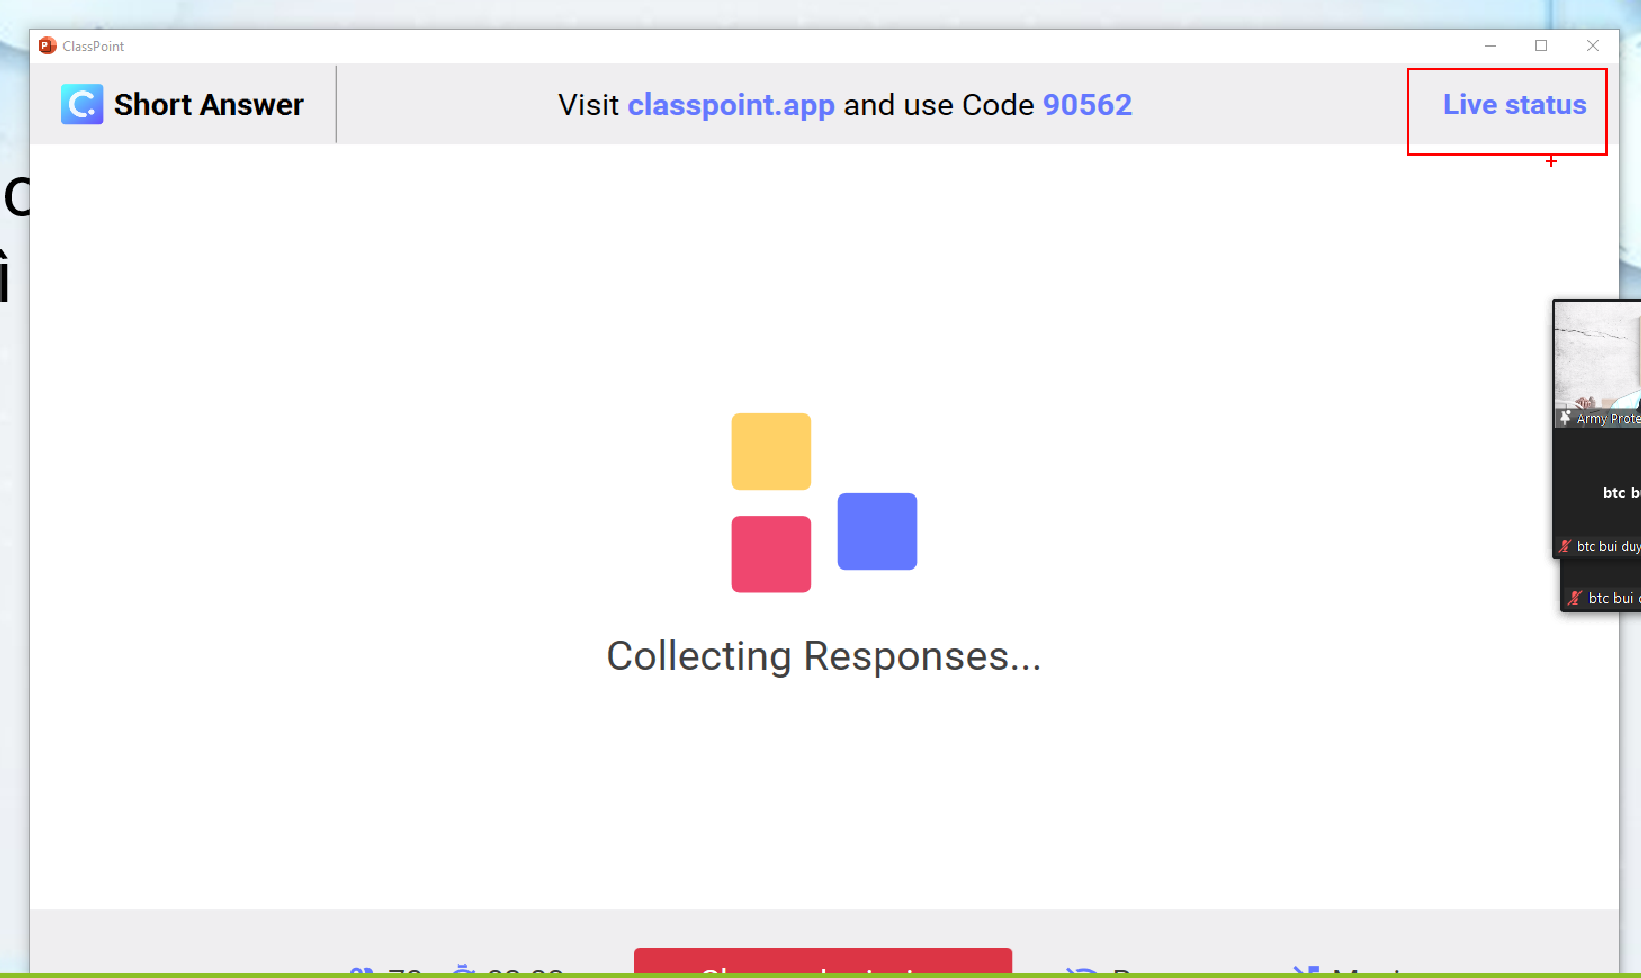 ClassPoint
Short Answer
Visit classpoint.app and use Code 90562
Live status
Army Prote
btc b
btc bui duy
btc bui
Collecting Responses...